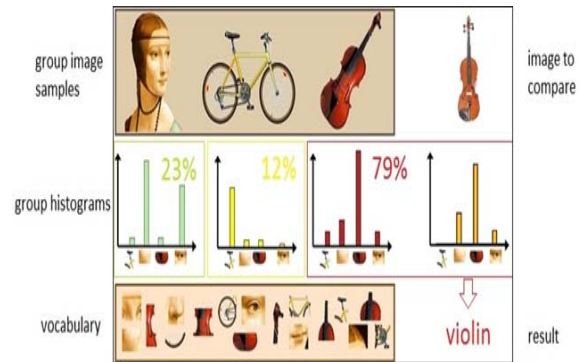 group image
samples
image to
compare
23%
12%
79%
group histograms
vocabulary
violin
result